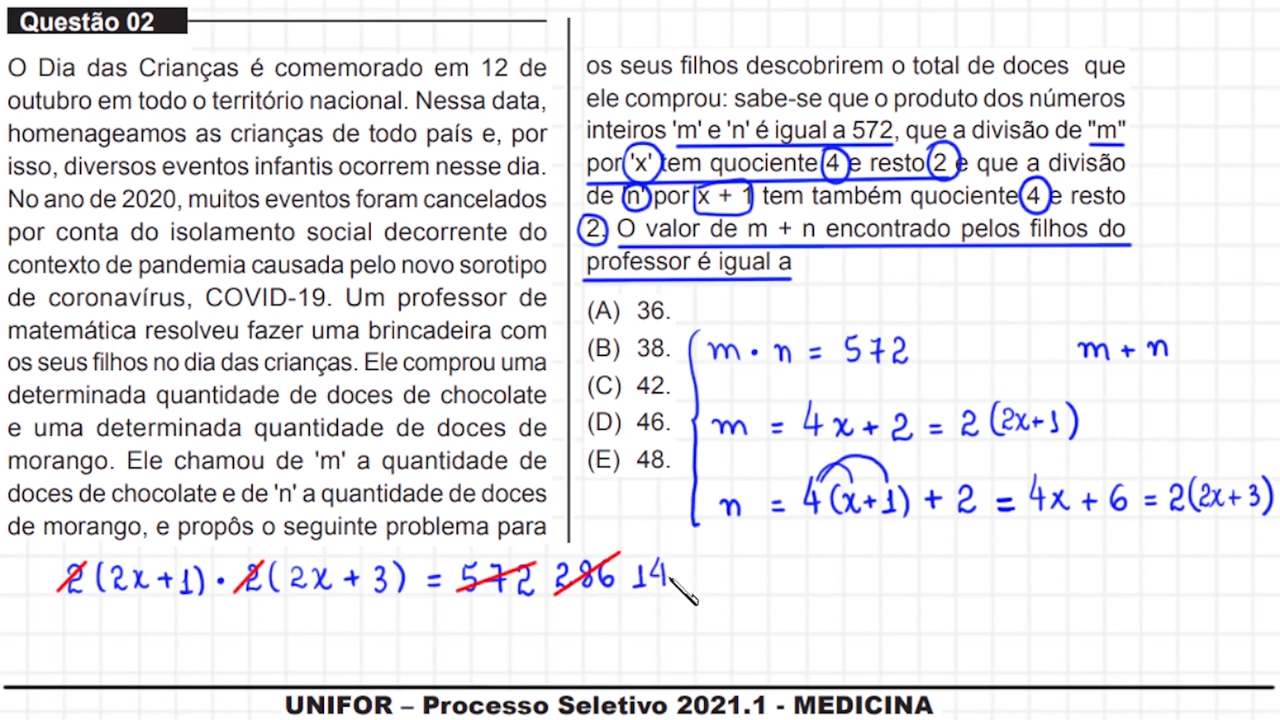 Questão 02
O Dia das Crianças é comemorado em 12 de
outubro em todo o território nacional. Nessa data,
homenageamos as crianças de todo país e, por
isso, diversos eventos infantis ocorrem nesse dia.
No ano de 2020, muitos eventos foram cancelados
por conta do isolamento social decorrente do
contexto de pandemia causada pelo novo sorotipo
de coronavírus, COVID-19. Um professor de
matemática resolveu fazer uma brincadeira com
os seus filhos no dia das crianças. Ele comprou uma
determinada quantidade de doces de chocolate
e uma determinada quantidade de doces de
morango. Ele chamou de 'm' a quantidade de
doces de chocolate e de 'n' a quantidade de doces
de morango, e propôs o seguinte problema para
os seus filhos descobrirem o total de doces que
ele comprou: sabe-se que o produto dos números
inteiros 'm' e 'n' é igual a 572, que a divisão de "m"
por 'x' tem quociente 4 e resto 2 e que a divisão
de 'n' por x + 1 tem também quociente 4 e resto
2. O valor de m + n encontrado pelos filhos do
professor é igual a
(A) 36.
(B) 38.
(C) 42.
(D) 46.
(E) 48.
m · n = 572
m + n
m = 4x + 2 = 2 (2x+1)
n = 4(x+1) + 2 = 4x + 6 = 2(2x+3)
2(2x+1) · 2(2x + 3) = 572 286 14
UNIFOR – Processo Seletivo 2021.1 - MEDICINA